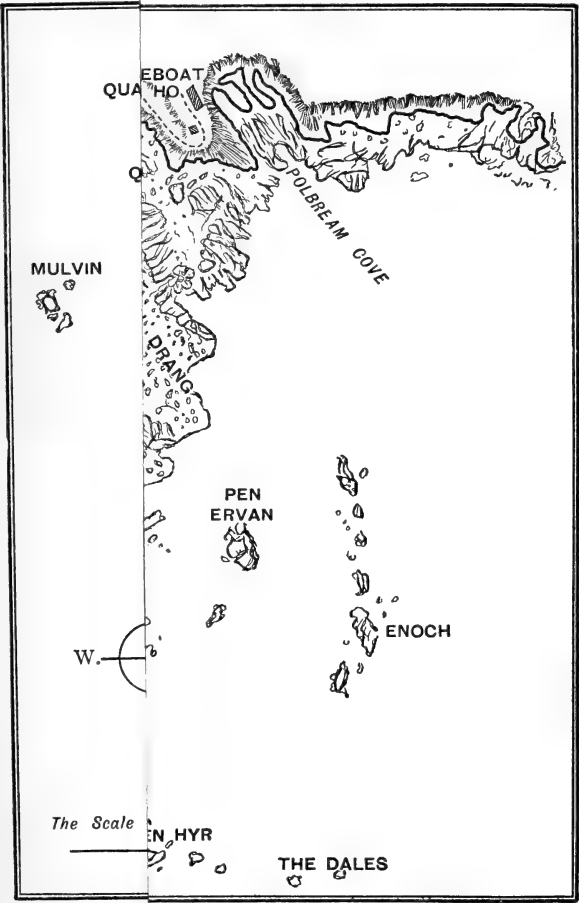 EBOAT
QUA HO.
Q
POLBREAM COVE
MULVIN
DRANG
PEN
ERVAN
ENOCH
W.
The Scale
EN HYR
THE DALES